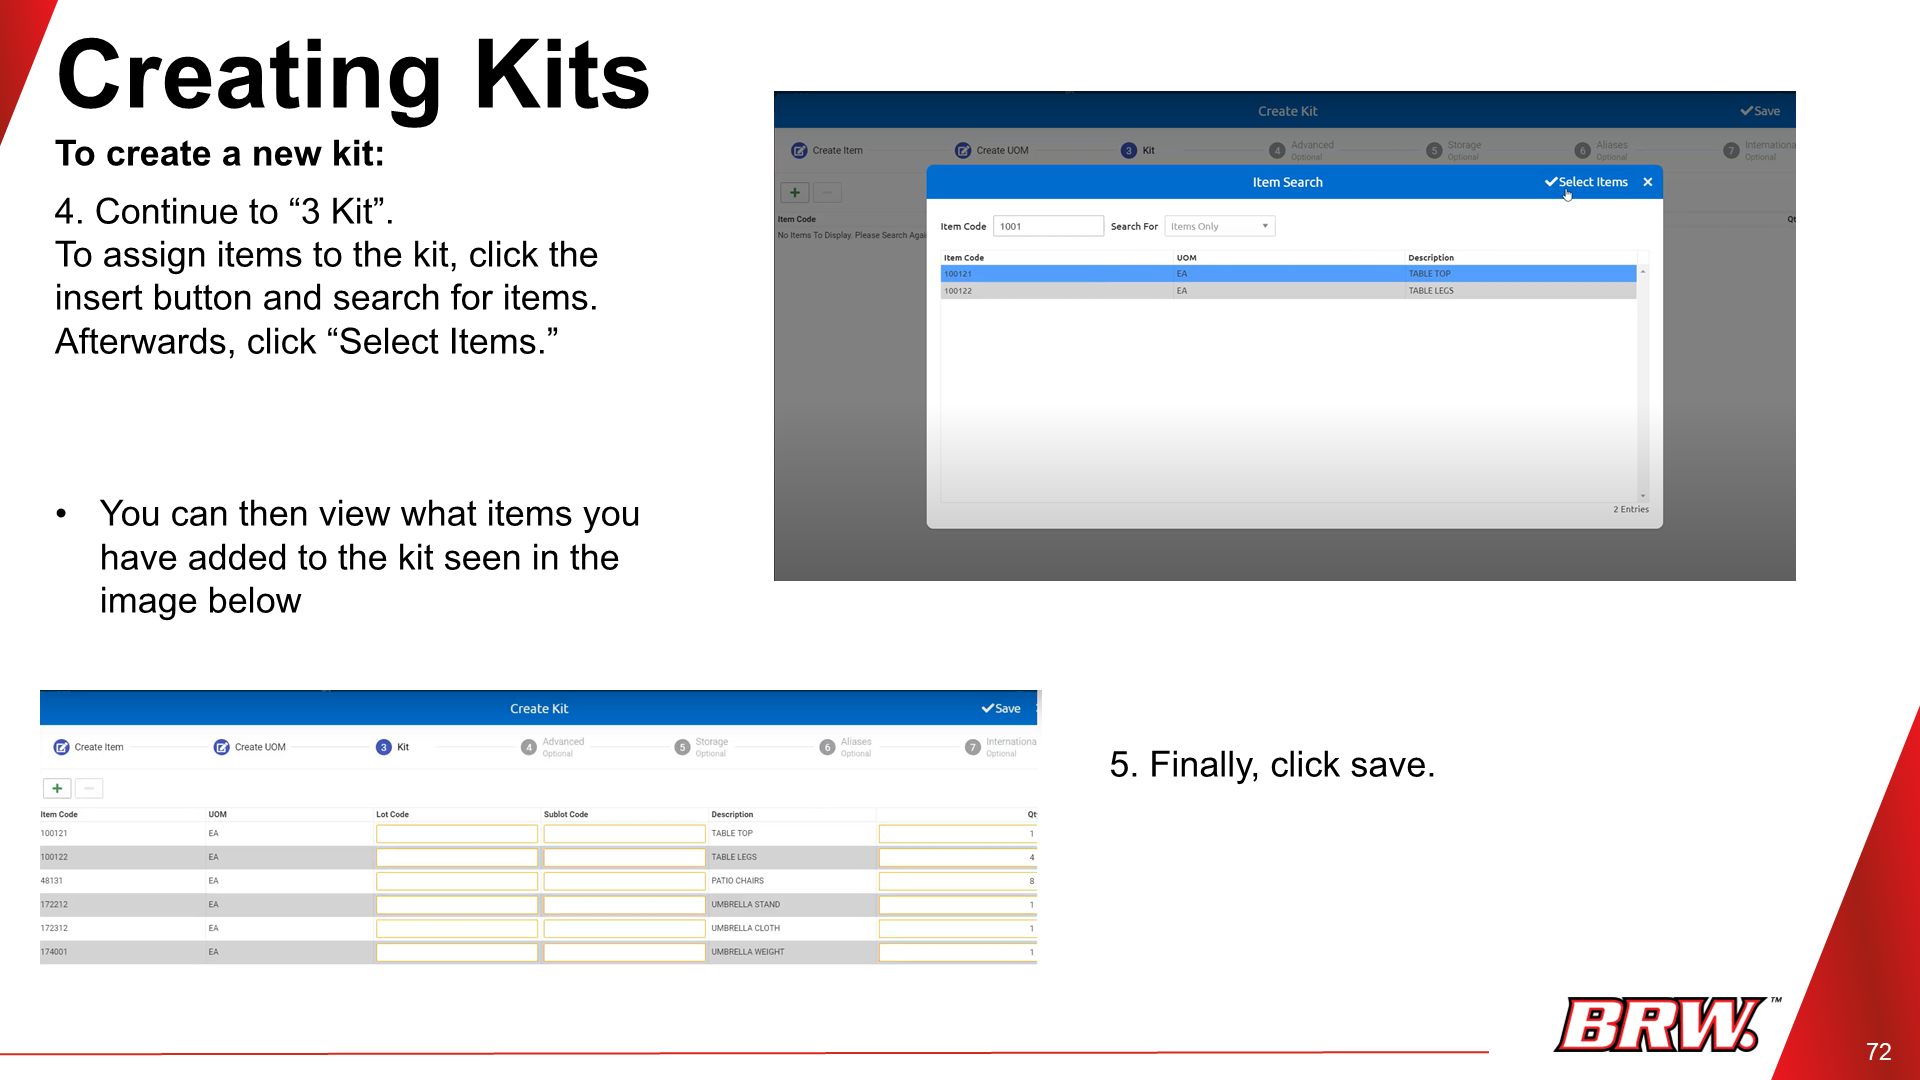 Creating Kits
To create a new kit:
4. Continue to “3 Kit”.
To assign items to the kit, click the
insert button and search for items.
Afterwards, click “Select Items.”
• You can then view what items you
have added to the kit seen in the
image below
Create Kit Save
Create Item Create UOM 3 Kit 4 Advanced Optional 5 Storage Optional 6 Aliases Optional 7 Internationa Optional
+ −
Item Code Qt
No Items To Display. Please Search Agai
Item Search Select Items ×
Item Code 1001 Search For Items Only
Item Code UOM Description
100121 EA TABLE TOP
100122 EA TABLE LEGS
2 Entries
Create Kit Save
Create Item Create UOM 3 Kit 4 Advanced Optional 5 Storage Optional 6 Aliases Optional 7 Internationa Optional
+ −
Item Code UOM Lot Code Sublot Code Description Qt
100121 EA TABLE TOP 1
100122 EA TABLE LEGS 4
48131 EA PATIO CHAIRS 8
172212 EA UMBRELLA STAND 1
172312 EA UMBRELLA CLOTH 1
174001 EA UMBRELLA WEIGHT 1
5. Finally, click save.
BRW. ™
72